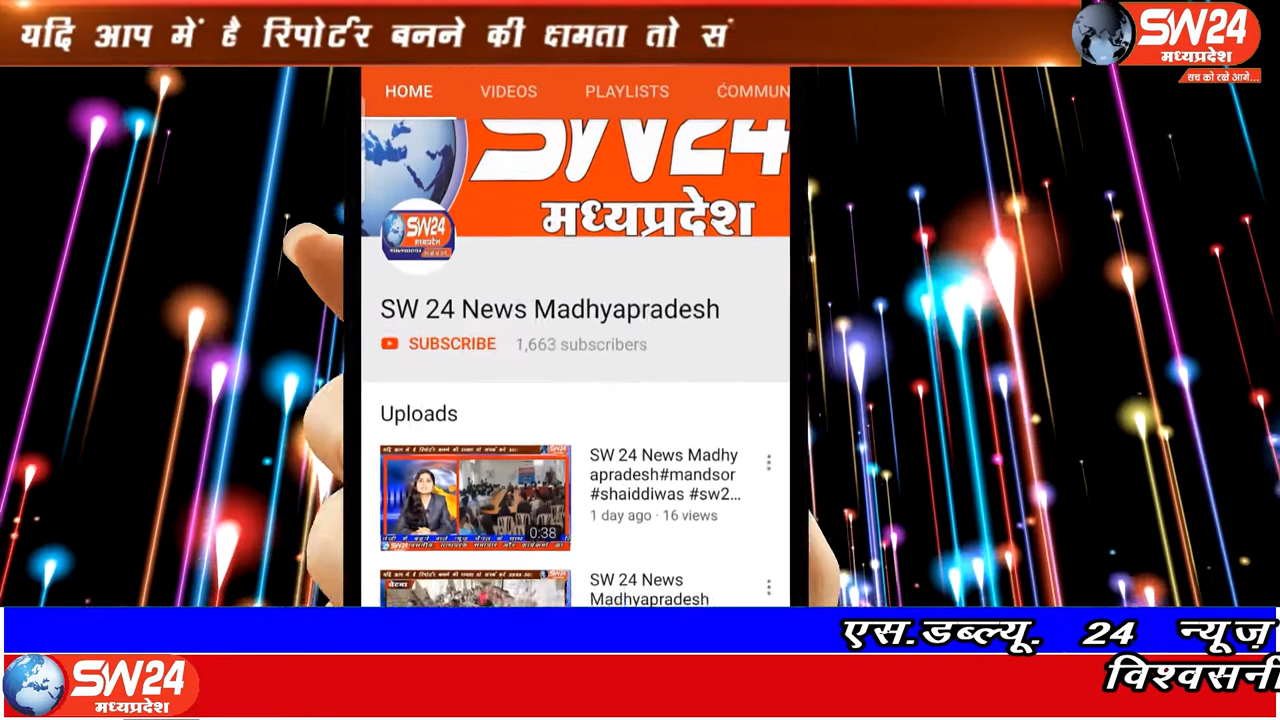 यदि आप में है रिपोर्टर बनने की क्षमता तो सं
SW24
मध्यप्रदेश
सच को रखे आगे...
HOME VIDEOS PLAYLISTS COMMUN
SW24
मध्यप्रदेश
SW24
SW 24 News Madhyapradesh
SUBSCRIBE 1,663 subscribers
Uploads
SW 24 News Madhy
apradesh#mandsor
#shaiddiwas #sw2...
1 day ago · 16 views
0:38
SW 24 News
Madhyapradesh
एस.डब्ल्यू. 24 न्यूज़
विश्वसनी
SW24
मध्यप्रदेश